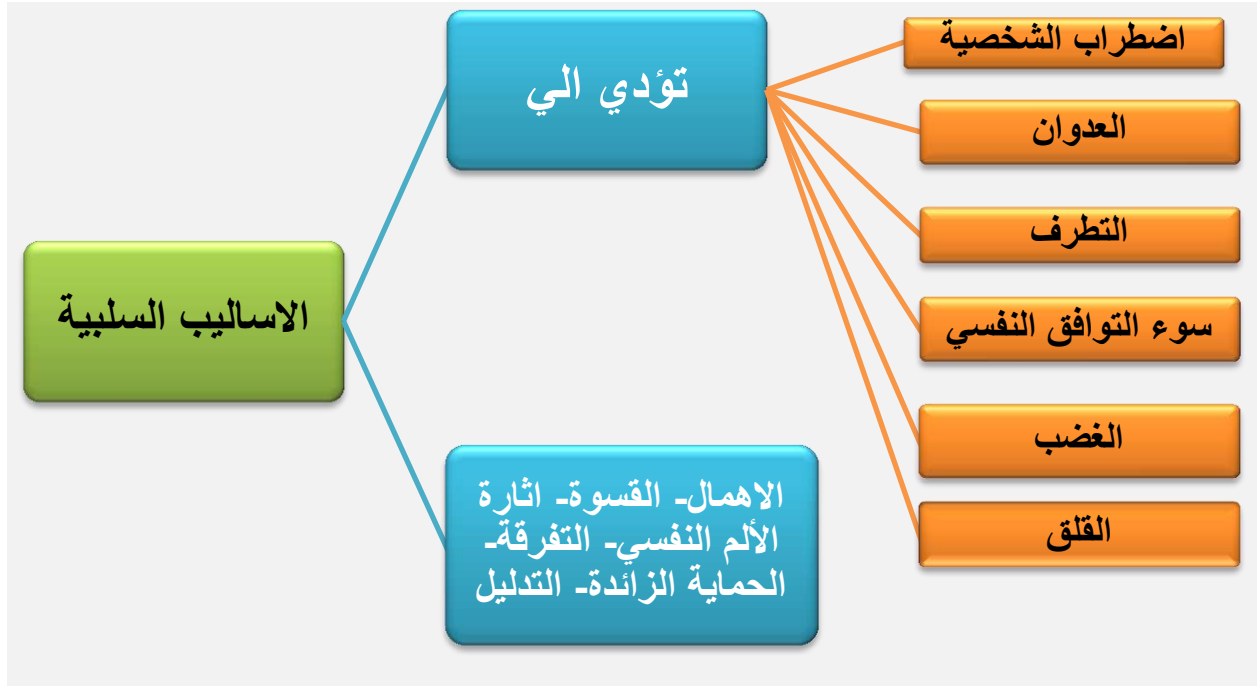 الاساليب السلبية
تؤدي الي
اضطراب الشخصية
العدوان
التطرف
سوء التوافق النفسي
الغضب
القلق
الاهمال- القسوة- اثارة
الألم النفسي- التفرقة-
الحماية الزائدة- التدليل